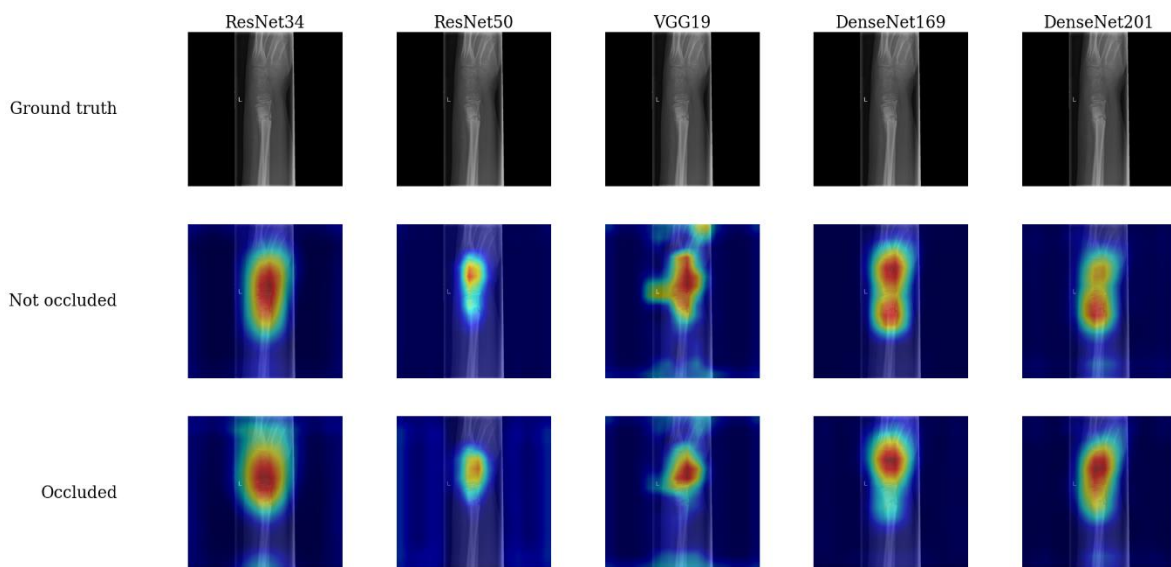 ResNet34 ResNet50 VGG19 DenseNet169 DenseNet201
Ground truth
L L L L L
Not occluded
L L L L L
Occluded
L L L L L